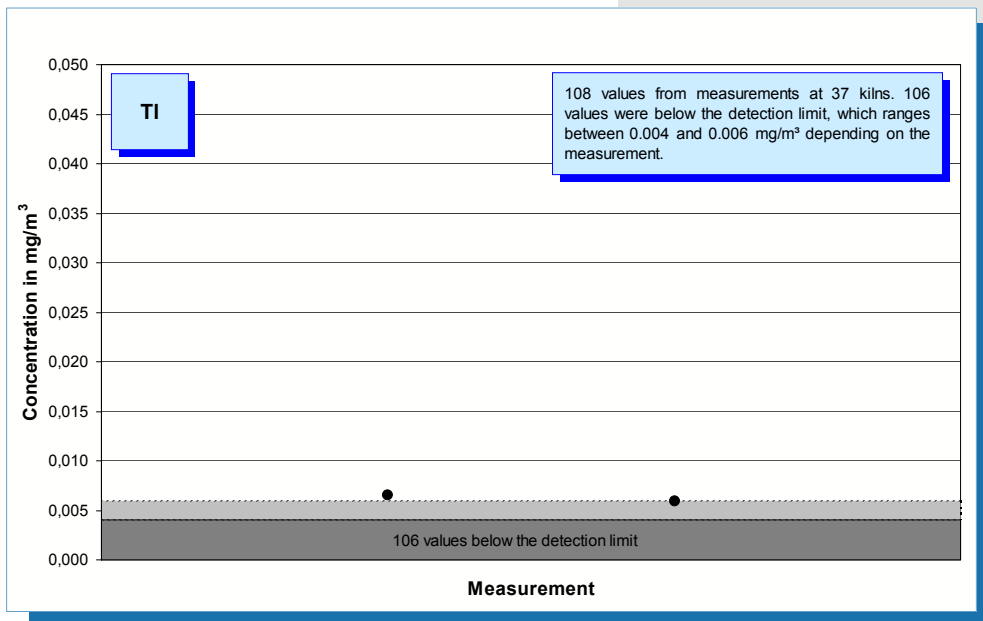 0,050
0,045
0,040
0,035
0,030
0,025
0,020
0,015
0,010
0,005
0,000
Concentration in mg/m³
Tl
108 values from measurements at 37 kilns. 106
values were below the detection limit, which ranges
between 0.004 and 0.006 mg/m³ depending on the
measurement.
106 values below the detection limit
Measurement